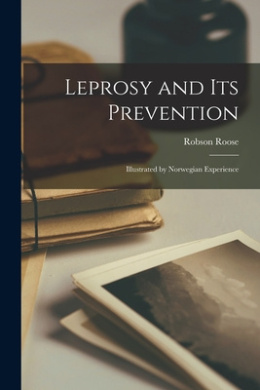 Leprosy and Its
Prevention
Robson Roose
Illustrated by Norwegian Experience